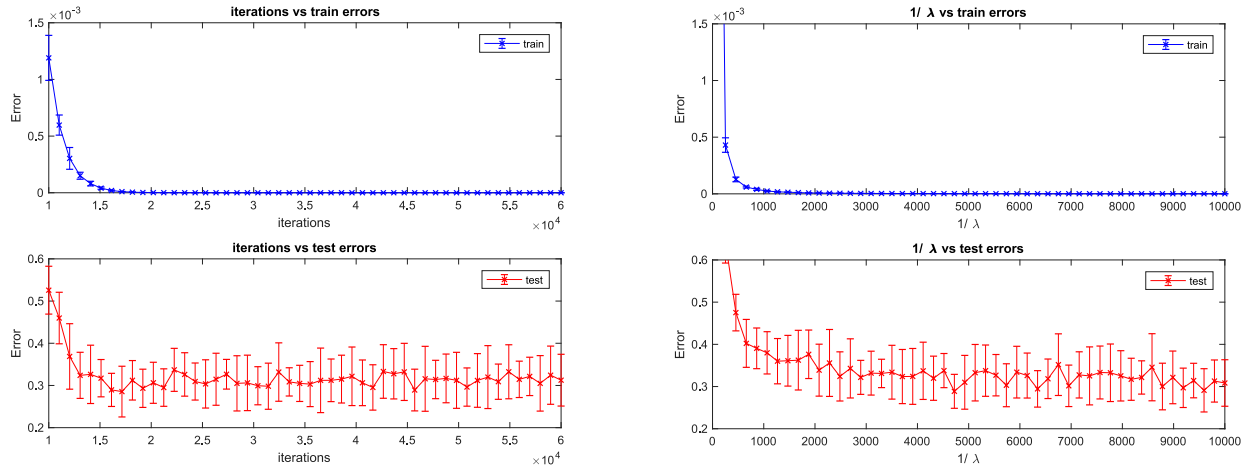 iterations vs train errors
×10⁻³
1.5
1
0.5
0
Error
train
1 1.5 2 2.5 3 3.5 4 4.5 5 5.5 6
iterations
×10⁴
1/ λ vs train errors
×10⁻³
1.5
1
0.5
0
Error
train
0 1000 2000 3000 4000 5000 6000 7000 8000 9000 10000
1/ λ
iterations vs test errors
0.6
0.5
0.4
0.3
0.2
Error
test
1 1.5 2 2.5 3 3.5 4 4.5 5 5.5 6
iterations
×10⁴
1/ λ vs test errors
0.6
0.5
0.4
0.3
0.2
Error
test
0 1000 2000 3000 4000 5000 6000 7000 8000 9000 10000
1/ λ